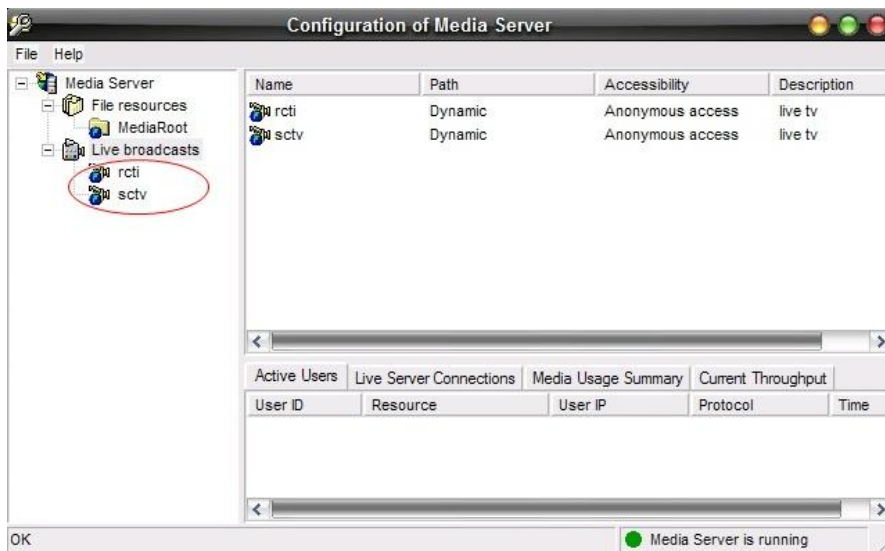 Configuration of Media Server
File Help
Media Server
File resources
MediaRoot
Live broadcasts
rcti
sctv
Name Path Accessibility Description
rcti Dynamic Anonymous access live tv
sctv Dynamic Anonymous access live tv
Active Users Live Server Connections Media Usage Summary Current Throughput
User ID Resource User IP Protocol Time
OK Media Server is running